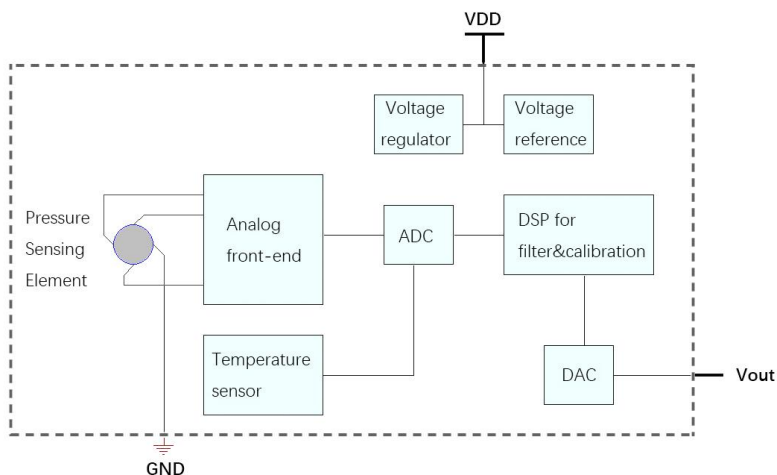 VDD
Voltage
regulator
Voltage
reference
Pressure
Sensing
Element
Analog
front-end
ADC
DSP for
filter&calibration
Temperature
sensor
DAC
Vout
GND